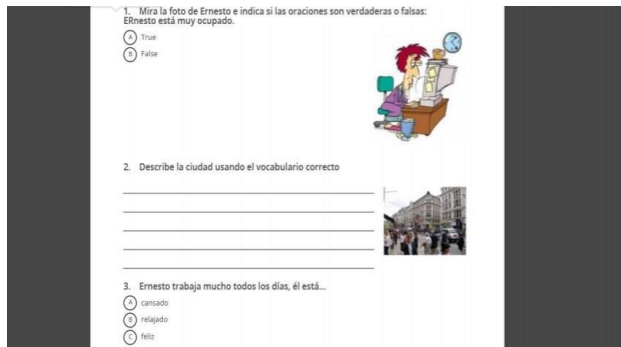 1. Mira la foto de Ernesto e indica si las oraciones son verdaderas o falsas:
ERnesto está muy ocupado.
A True
B False
2. Describe la ciudad usando el vocabulario correcto
3. Ernesto trabaja mucho todos los días, él está...
A cansado
B relajado
C feliz